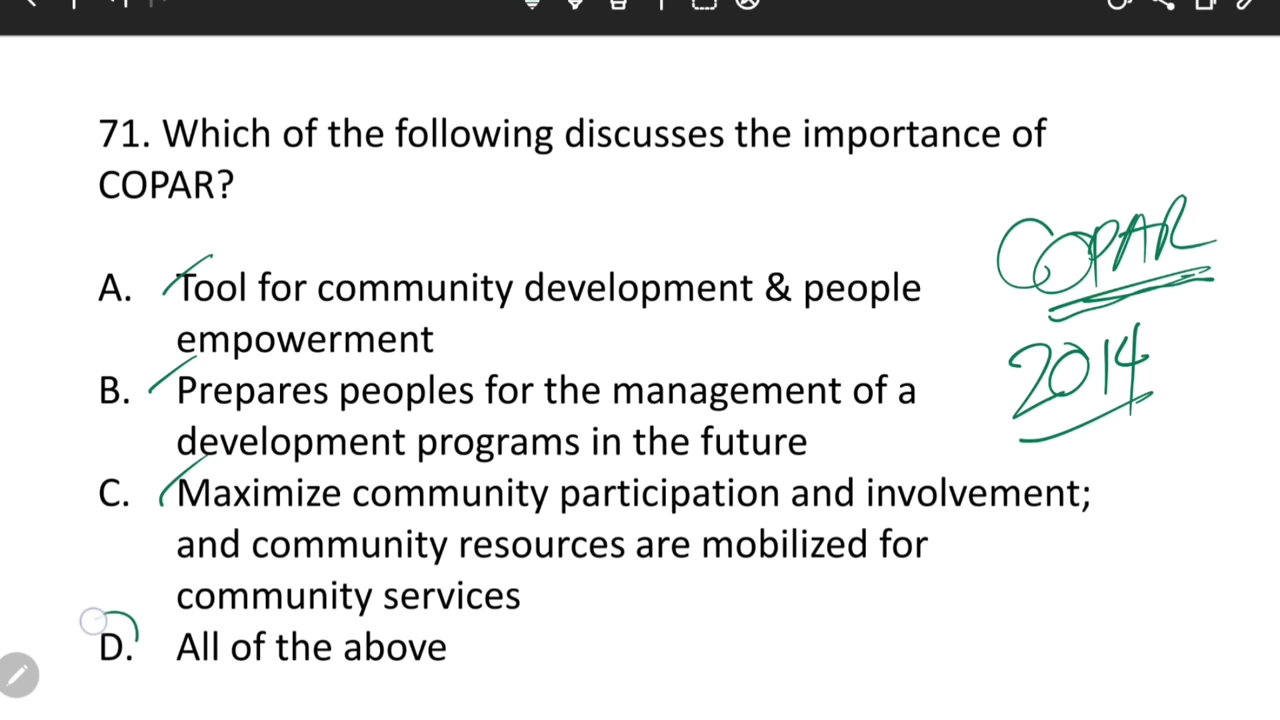 71. Which of the following discusses the importance of
COPAR?
A. Tool for community development & people
empowerment
B. Prepares peoples for the management of a
development programs in the future
C. Maximize community participation and involvement;
and community resources are mobilized for
community services
D. All of the above
COPAR
2014